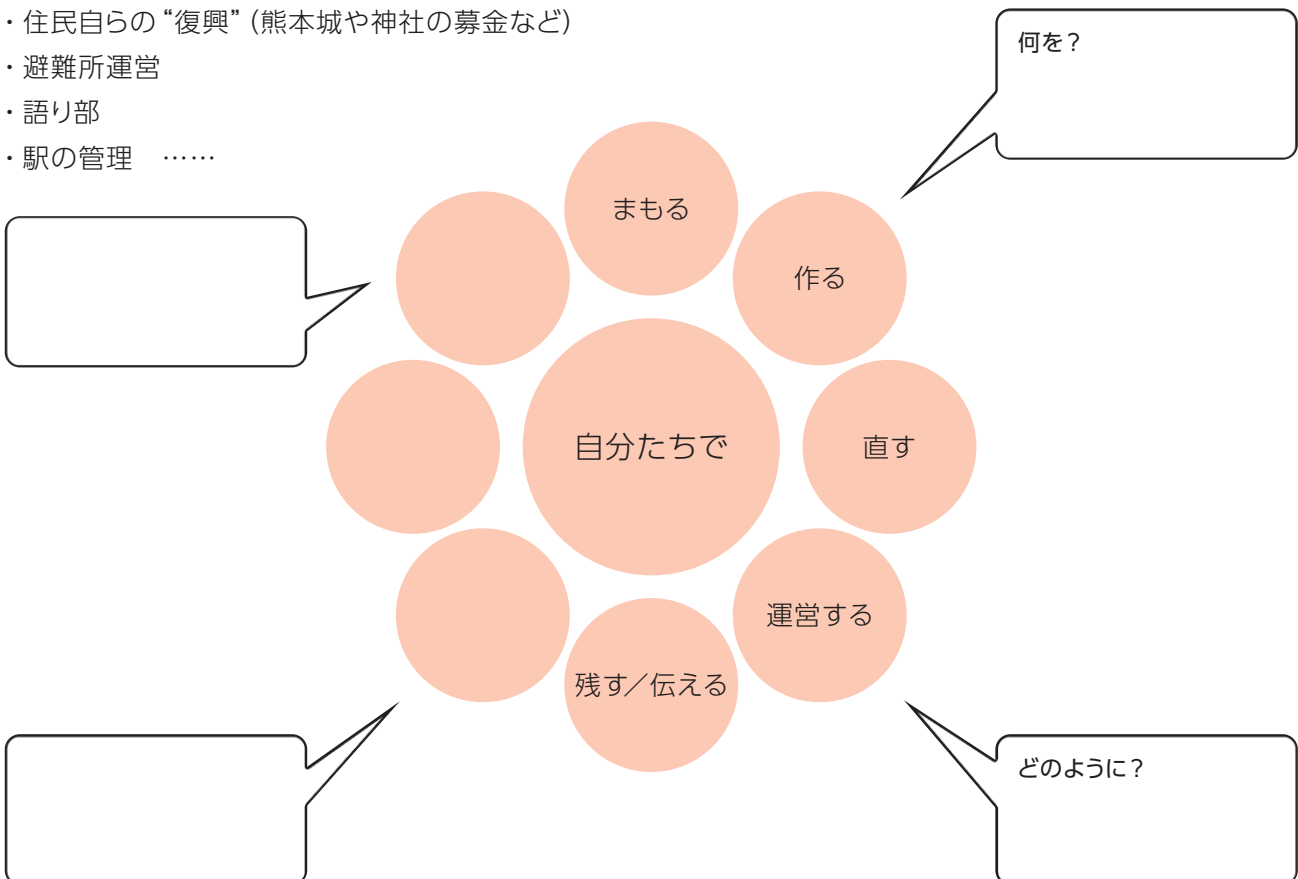 ・住民自らの“復興”(熊本城や神社の募金など)
・避難所運営
・語り部
・駅の管理　……
何を？
まもる
作る
自分たちで
直す
運営する
残す／伝える
どのように？